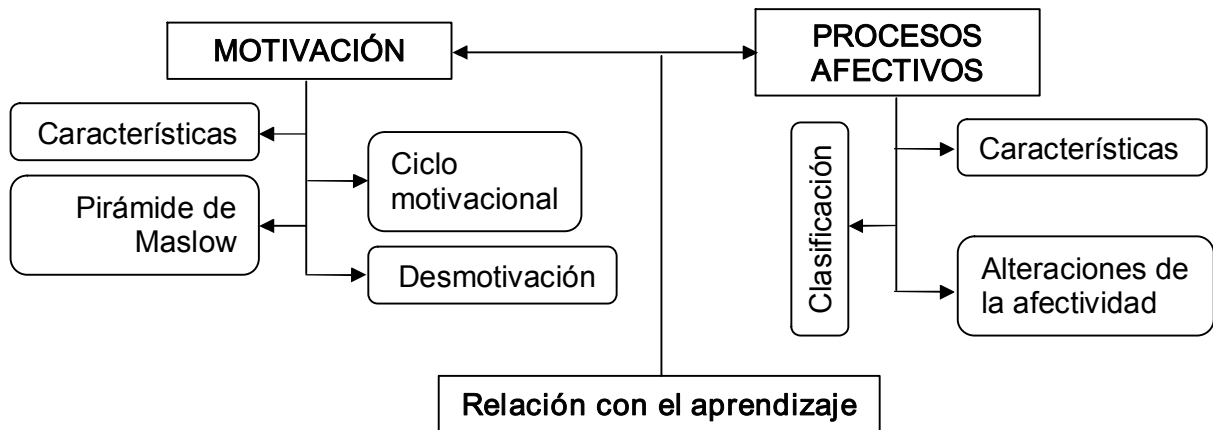 MOTIVACIÓN
PROCESOS
AFECTIVOS
Características
Pirámide de
Maslow
Ciclo
motivacional
Desmotivación
Clasificación
Características
Alteraciones de
la afectividad
Relación con el aprendizaje